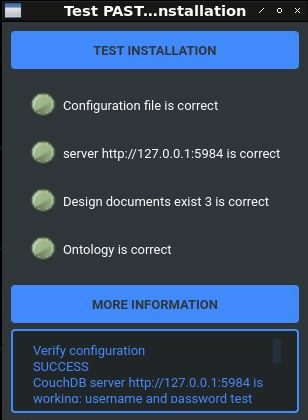 Test PAST...nstallation
TEST INSTALLATION
Configuration file is correct
server http://127.0.0.1:5984 is correct
Design documents exist 3 is correct
Ontology is correct
MORE INFORMATION
Verify configuration
SUCCESS
CouchDB server http://127.0.0.1:5984 is
working: username and password test